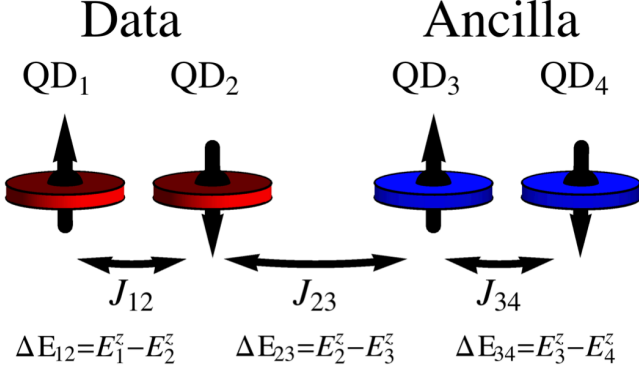 Data Ancilla
QD₁ QD₂ QD₃ QD₄
J₁₂ J₂₃ J₃₄
ΔE₁₂=E₁ᶻ−E₂ᶻ ΔE₂₃=E₂ᶻ−E₃ᶻ ΔE₃₄=E₃ᶻ−E₄ᶻ